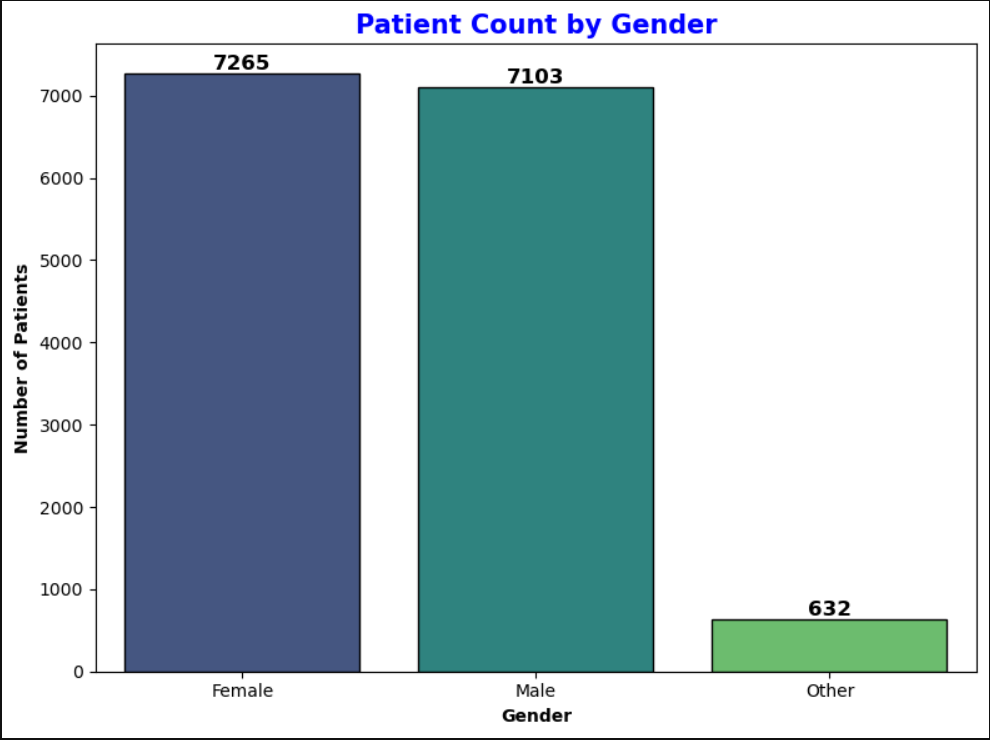 Patient Count by Gender
7265
7103
632
7000
6000
5000
4000
3000
2000
1000
0
Number of Patients
Female
Male
Other
Gender